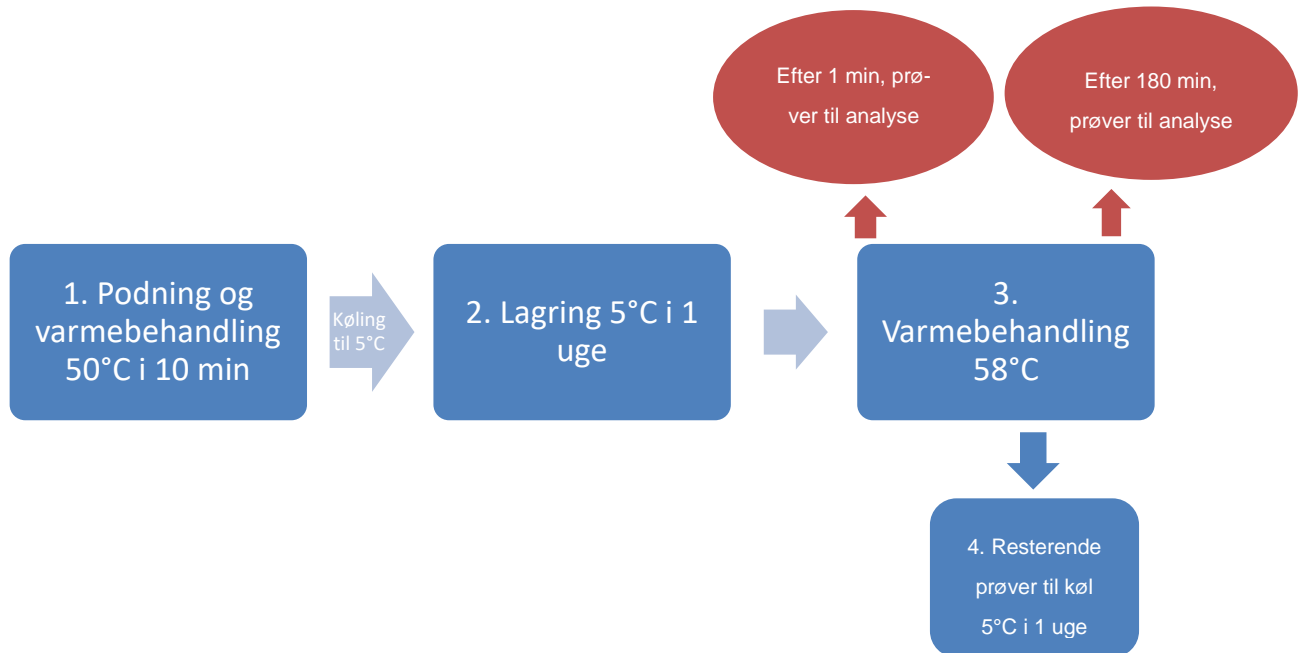 Efter 1 min, prø-
ver til analyse
Efter 180 min,
prøver til analyse
1. Podning og
varmebehandling
50°C i 10 min
Køling
til 5°C
2. Lagring 5°C i 1
uge
3.
Varmebehandling
58°C
4. Resterende
prøver til køl
5°C i 1 uge